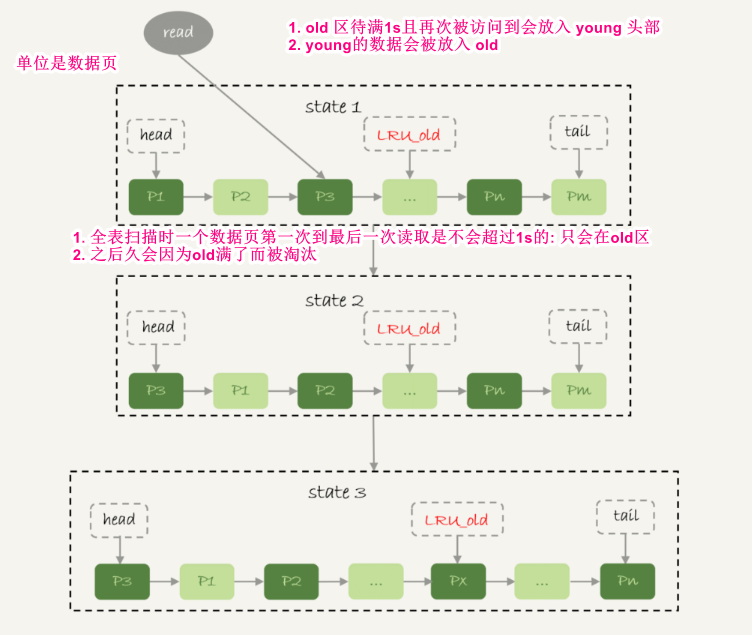 read
1. old 区待满1s且再次被访问到会放入 young 头部
2. young的数据会被放入 old
单位是数据页
state 1
head
LRU_old
tail
P1 P2 P3 ... Pn Pm
1. 全表扫描时一个数据页第一次到最后一次读取是不会超过1s的: 只会在old区
2. 之后久会因为old满了而被淘汰
state 2
head
LRU_old
tail
P3 P1 P2 ... Pn Pm
state 3
head
LRU_old
tail
P3 P1 P2 ... Px ... Pn